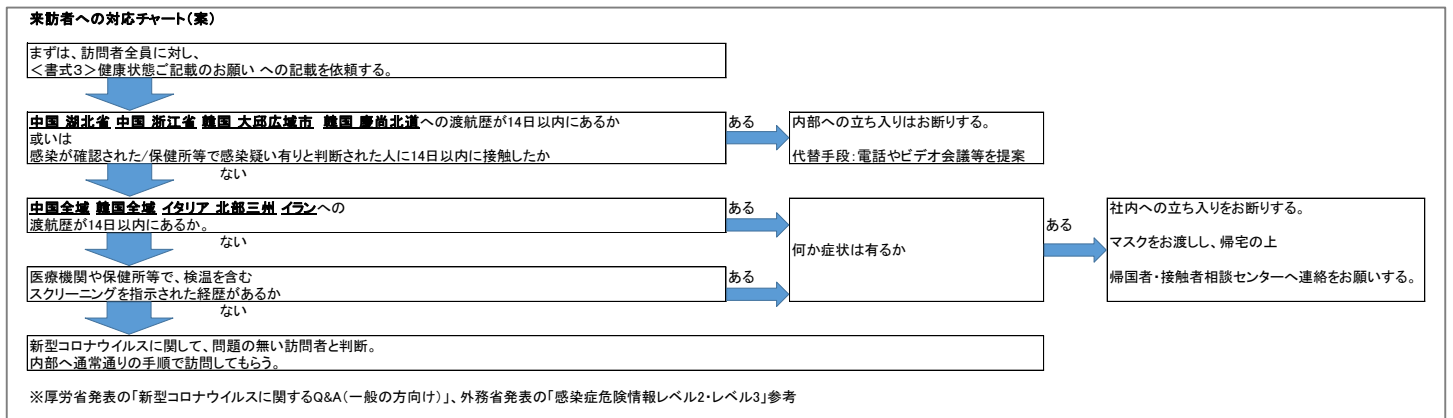 来訪者への対応チャート(案)
まずは、訪問者全員に対し、
<書式3>健康状態ご記載のお願い への記載を依頼する。
中国 湖北省 中国 浙江省 韓国 大邱広域市 韓国 慶尚北道への渡航歴が14日以内にあるか
或いは
感染が確認された/保健所等で感染疑い有りと判断された人に14日以内に接触したか
ある
内部への立ち入りはお断りする。
代替手段:電話やビデオ会議等を提案
ない
中国全域 韓国全域 イタリア 北部三州 イランへの
渡航歴が14日以内にあるか。
ある
ない
医療機関や保健所等で、検温を含む
スクリーニングを指示された経歴があるか
ある
ない
何か症状は有るか
ある
社内への立ち入りをお断りする。
マスクをお渡しし、帰宅の上
帰国者・接触者相談センターへ連絡をお願いする。
新型コロナウイルスに関して、問題の無い訪問者と判断。
内部へ通常通りの手順で訪問してもらう。
※厚労省発表の「新型コロナウイルスに関するQ&A(一般の方向け)」、外務省発表の「感染症危険情報レベル2・レベル3」参考